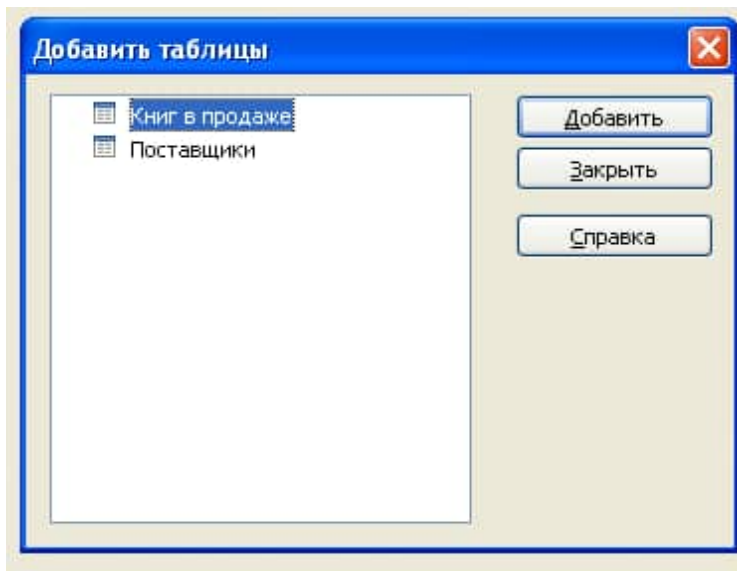 Добавить таблицы
Книг в продаже
Поставщики
Добавить
Закрыть
Справка